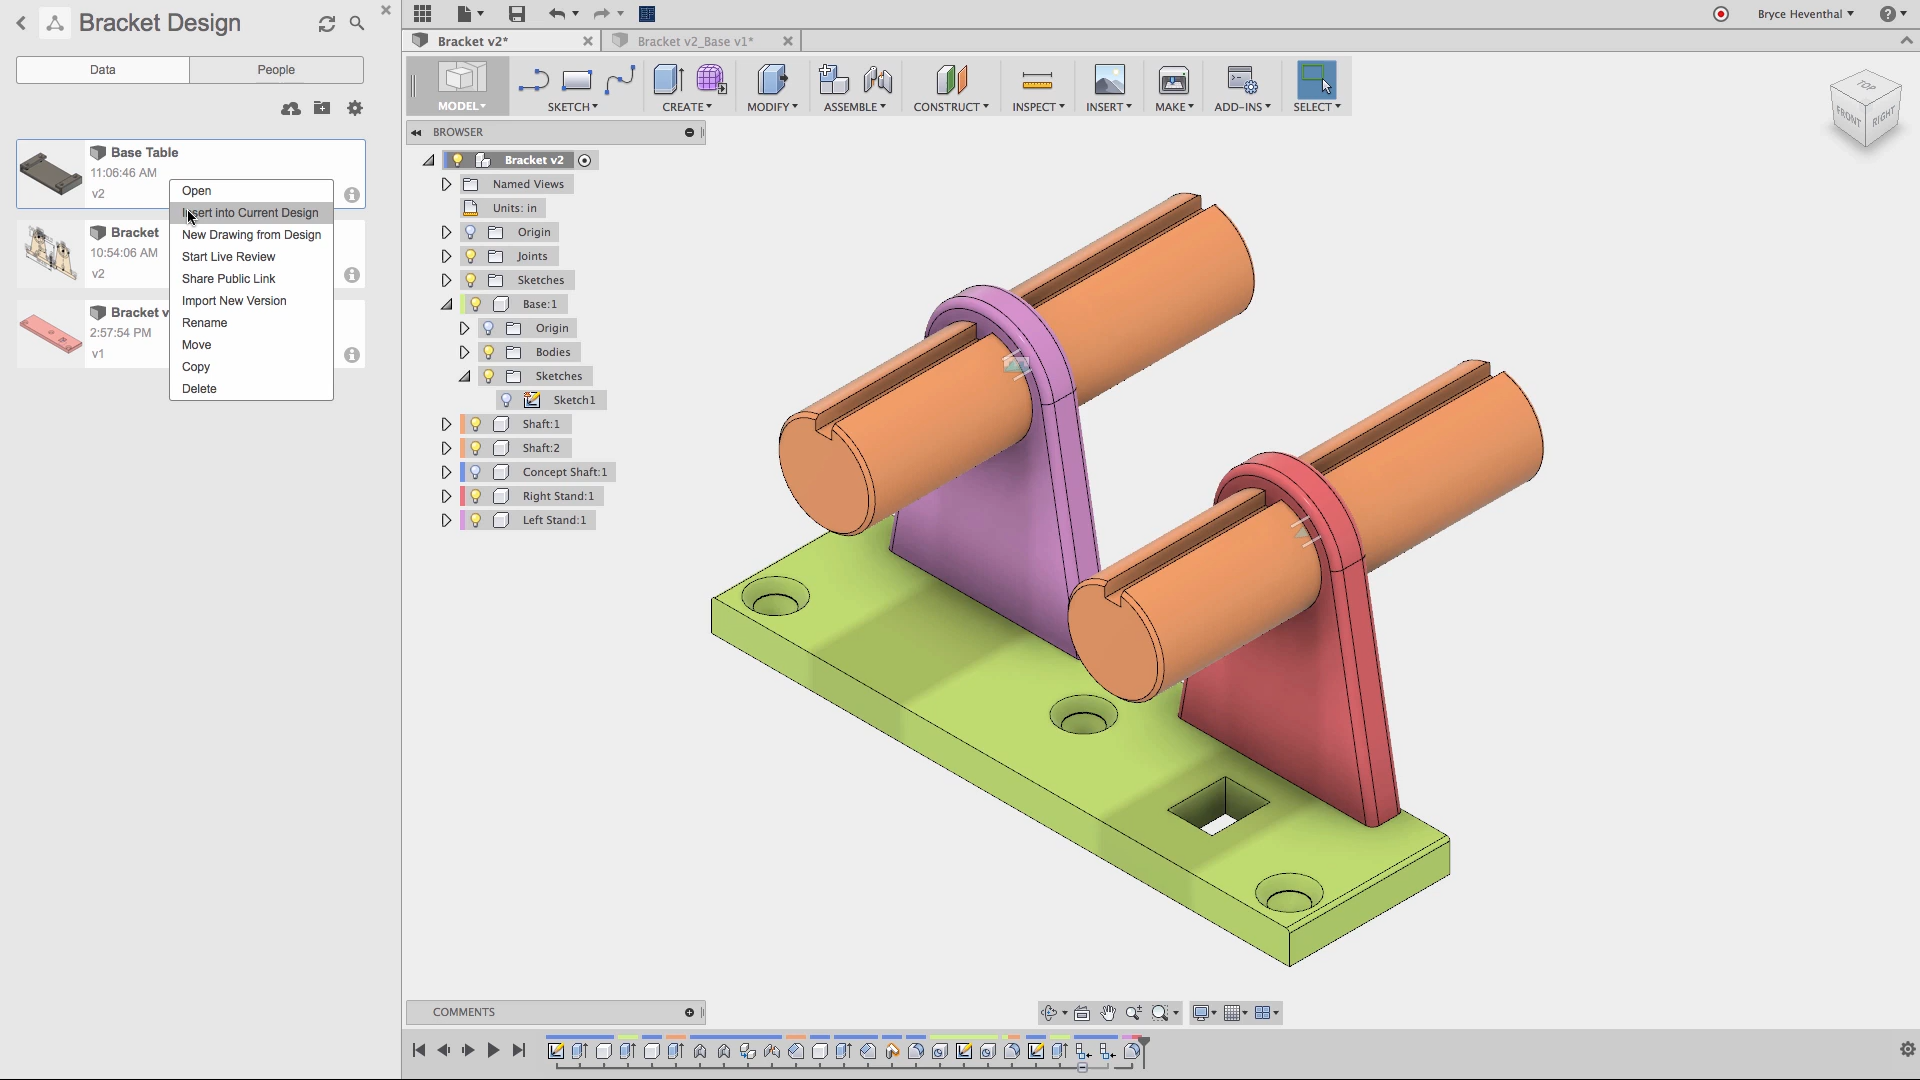 Bracket Design
Data
People
Base Table
11:06:46 AM
v2
Bracket
10:54:06 AM
v2
Bracket v
2:57:54 PM
v1
Open
Insert into Current Design
New Drawing from Design
Start Live Review
Share Public Link
Import New Version
Rename
Move
Copy
Delete
Bryce Heventhal
Bracket v2*
Bracket v2_Base v1*
MODEL
SKETCH
CREATE
MODIFY
ASSEMBLE
CONSTRUCT
INSPECT
INSERT
MAKE
ADD-INS
SELECT
TOP
FRONT
RIGHT
BROWSER
Bracket v2
Named Views
Units: in
Origin
Joints
Sketches
Base:1
Origin
Bodies
Sketches
Sketch1
Shaft:1
Shaft:2
Concept Shaft:1
Right Stand:1
Left Stand:1
COMMENTS